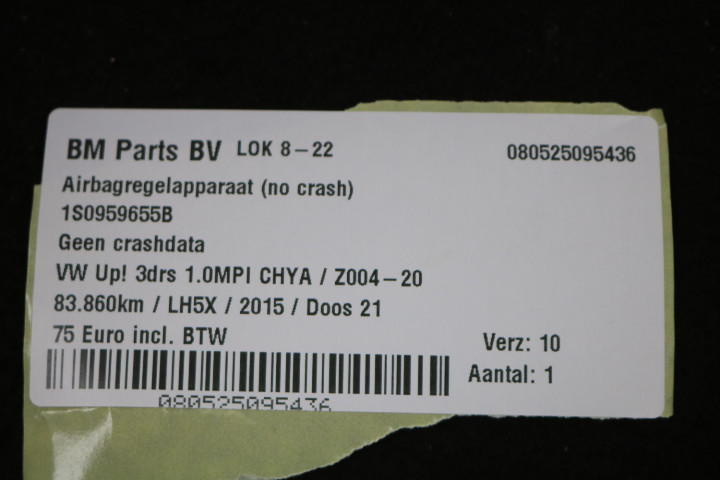 BM Parts BV LOK 8-22 080525095436
Airbagregelapparaat (no crash)
1S0959655B
Geen crashdata
VW Up! 3drs 1.0MPI CHYA / Z004-20
83.860km / LH5X / 2015 / Doos 21
75 Euro incl. BTW Verz: 10
Aantal: 1
080525095436